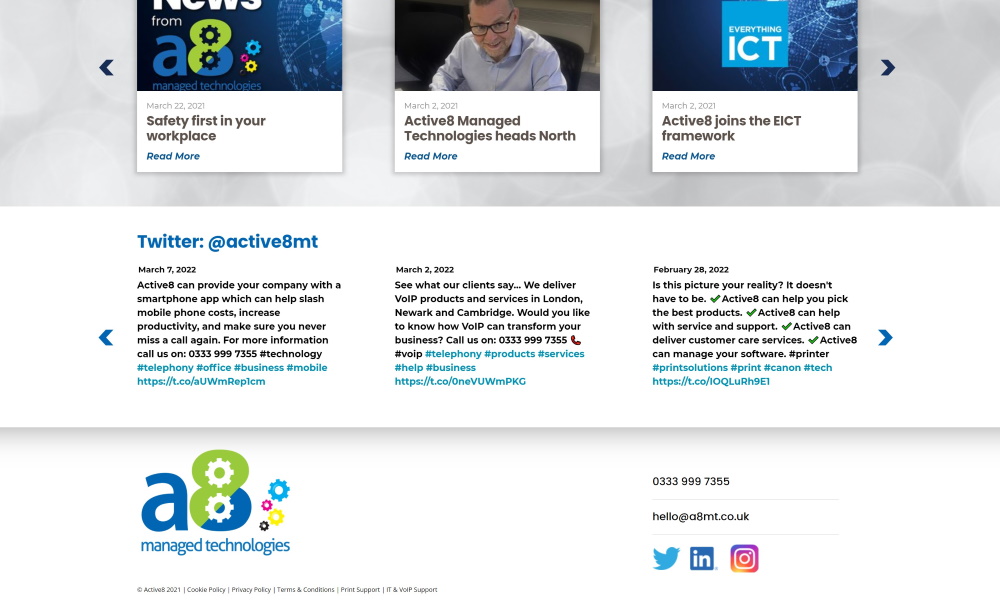 News
from
a8
managed technologies
EVERYTHING
ICT
March 22, 2021
Safety first in your
workplace
Read More
March 2, 2021
Active8 Managed
Technologies heads North
Read More
March 2, 2021
Active8 joins the EICT
framework
Read More
Twitter: @active8mt
March 7, 2022
Active8 can provide your company with a
smartphone app which can help slash
mobile phone costs, increase
productivity, and make sure you never
miss a call again. For more information
call us on: 0333 999 7355 #technology
#telephony #office #business #mobile
https://t.co/aUWmRep1cm
March 2, 2022
See what our clients say... We deliver
VoIP products and services in London,
Newark and Cambridge. Would you like
to know how VoIP can transform your
business? Call us on: 0333 999 7355 📞
#voip #telephony #products #services
#help #business
https://t.co/0neVUWmPKG
February 28, 2022
Is this picture your reality? It doesn't
have to be. ✔Active8 can help you pick
the best products. ✔Active8 can help
with service and support. ✔Active8 can
deliver customer care services. ✔Active8
can manage your software. #printer
#printsolutions #print #canon #tech
https://t.co/IOQLuRh9E1
a8
managed technologies
0333 999 7355
hello@a8mt.co.uk
in
© Active8 2021 | Cookie Policy | Privacy Policy | Terms & Conditions | Print Support | IT & VoIP Support